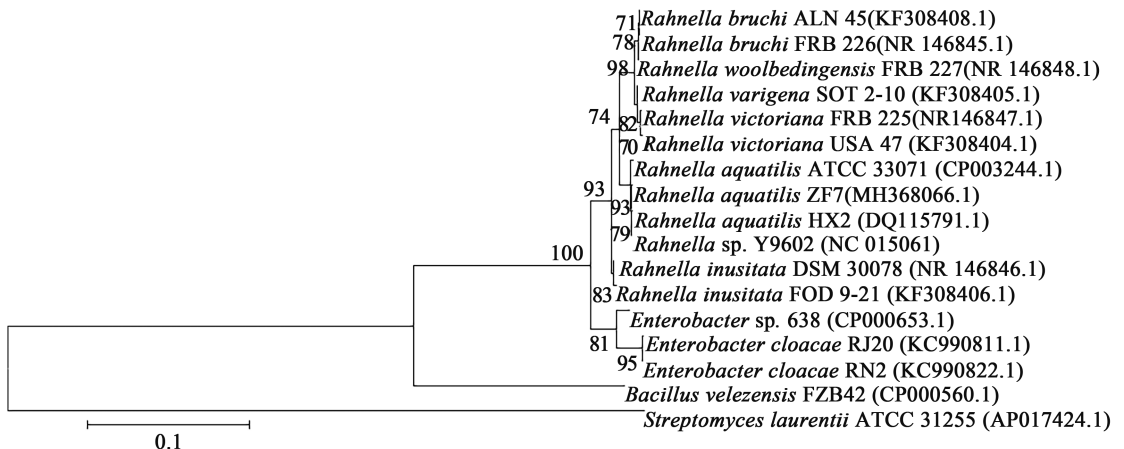 71 Rahnella bruchi ALN 45(KF308408.1)
78 Rahnella bruchi FRB 226(NR 146845.1)
98 Rahnella woolbedingensis FRB 227(NR 146848.1)
Rahnella varigena SOT 2-10 (KF308405.1)
74 82 Rahnella victoriana FRB 225(NR146847.1)
70 Rahnella victoriana USA 47 (KF308404.1)
Rahnella aquatilis ATCC 33071 (CP003244.1)
93 Rahnella aquatilis ZF7(MH368066.1)
93 Rahnella aquatilis HX2 (DQ115791.1)
79 Rahnella sp. Y9602 (NC 015061)
100 Rahnella inusitata DSM 30078 (NR 146846.1)
83 Rahnella inusitata FOD 9-21 (KF308406.1)
Enterobacter sp. 638 (CP000653.1)
81 Enterobacter cloacae RJ20 (KC990811.1)
95 Enterobacter cloacae RN2 (KC990822.1)
Bacillus velezensis FZB42 (CP000560.1)
Streptomyces laurentii ATCC 31255 (AP017424.1)
0.1